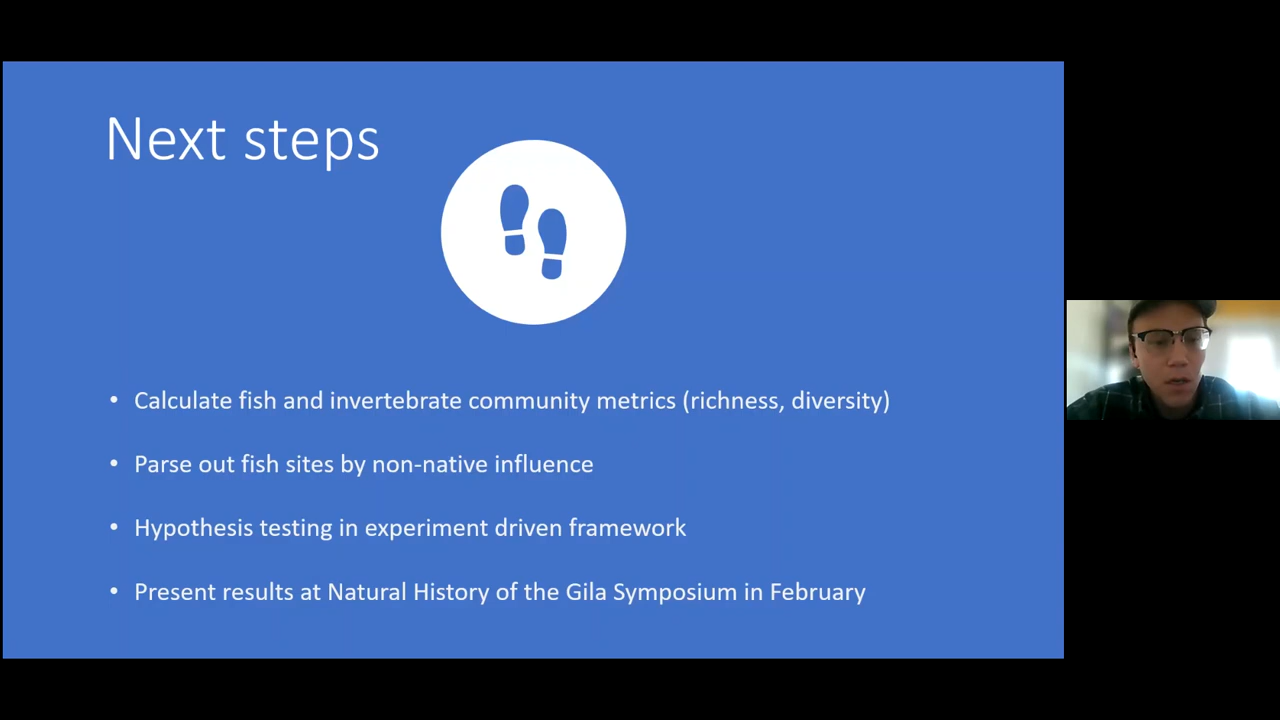 Next steps
• Calculate fish and invertebrate community metrics (richness, diversity)
• Parse out fish sites by non-native influence
• Hypothesis testing in experiment driven framework
• Present results at Natural History of the Gila Symposium in February